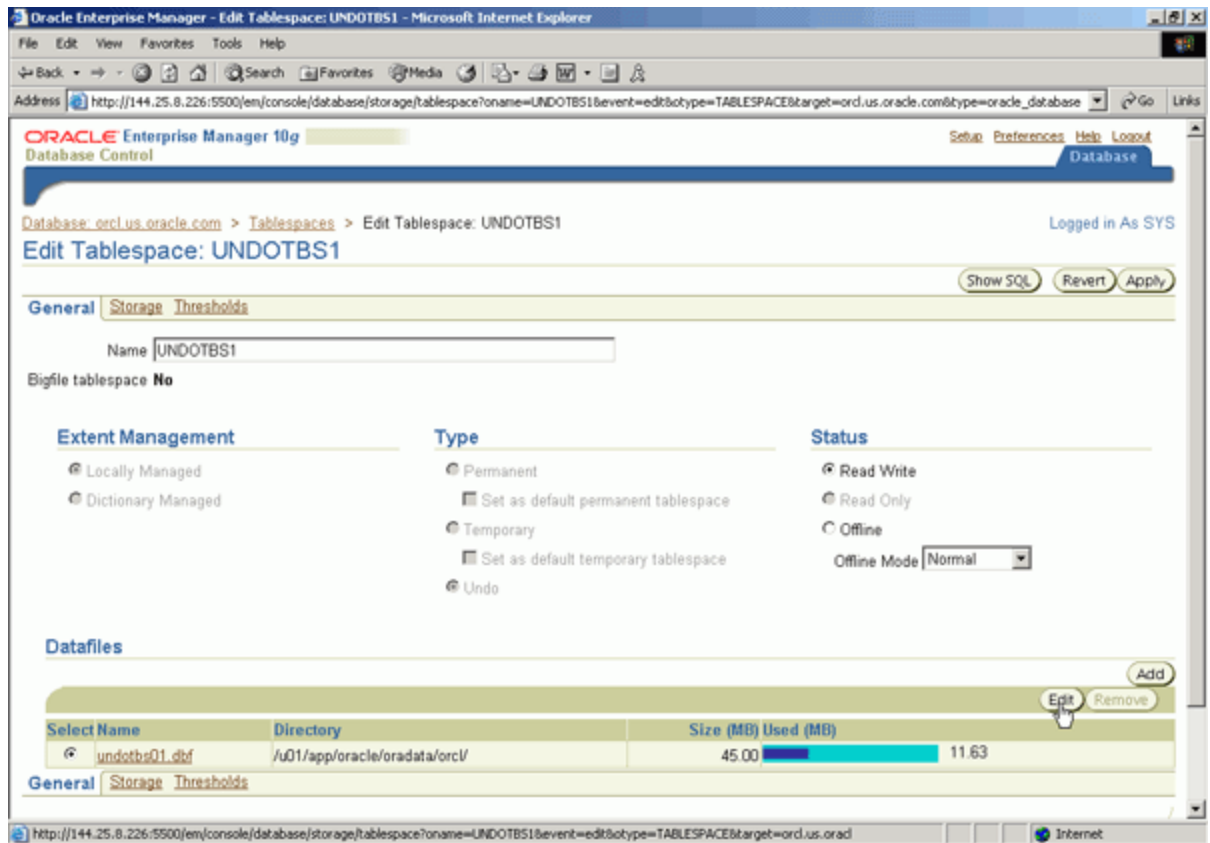 Oracle Enterprise Manager - Edit Tablespace: UNDOTBS1 - Microsoft Internet Explorer
File Edit View Favorites Tools Help
Back Search Favorites Media
Address http://144.25.8.226:5500/em/console/database/storage/tablespace?oname=UNDOTBS1&event=edit&otype=TABLESPACE&target=orcl.us.oracle.com&type=oracle_database Go Links
ORACLE Enterprise Manager 10g
Setup Preferences Help Logout
Database Control
Database
Database: orcl.us.oracle.com > Tablespaces > Edit Tablespace: UNDOTBS1 Logged in As SYS
Edit Tablespace: UNDOTBS1
Show SQL Revert Apply
General Storage Thresholds
Name UNDOTBS1
Bigfile tablespace No
Extent Management Type Status
Locally Managed Permanent Read Write
Dictionary Managed Set as default permanent tablespace Read Only
Temporary Offline
Set as default temporary tablespace Offline Mode Normal
Undo
Datafiles
Add
Edit Remove
Select Name Directory Size (MB) Used (MB)
undotbs01.dbf /u01/app/oracle/oradata/orcl/ 45.00 11.63
General Storage Thresholds
http://144.25.8.226:5500/em/console/database/storage/tablespace?oname=UNDOTBS1&event=edit&otype=TABLESPACE&target=orcl.us.oracl Internet